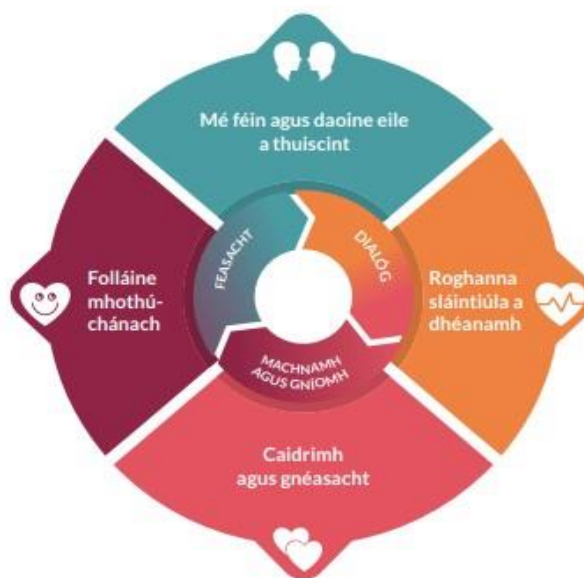 Mé féin agus daoine eile
a thuiscint
FEASACHT
DIALÓG
Folláine
mhothú-
chánach
Roghanna
sláintiúla a
dhéanamh
MACHNAMH
AGUS GNÍOMH
Caidrimh
agus gnéasacht